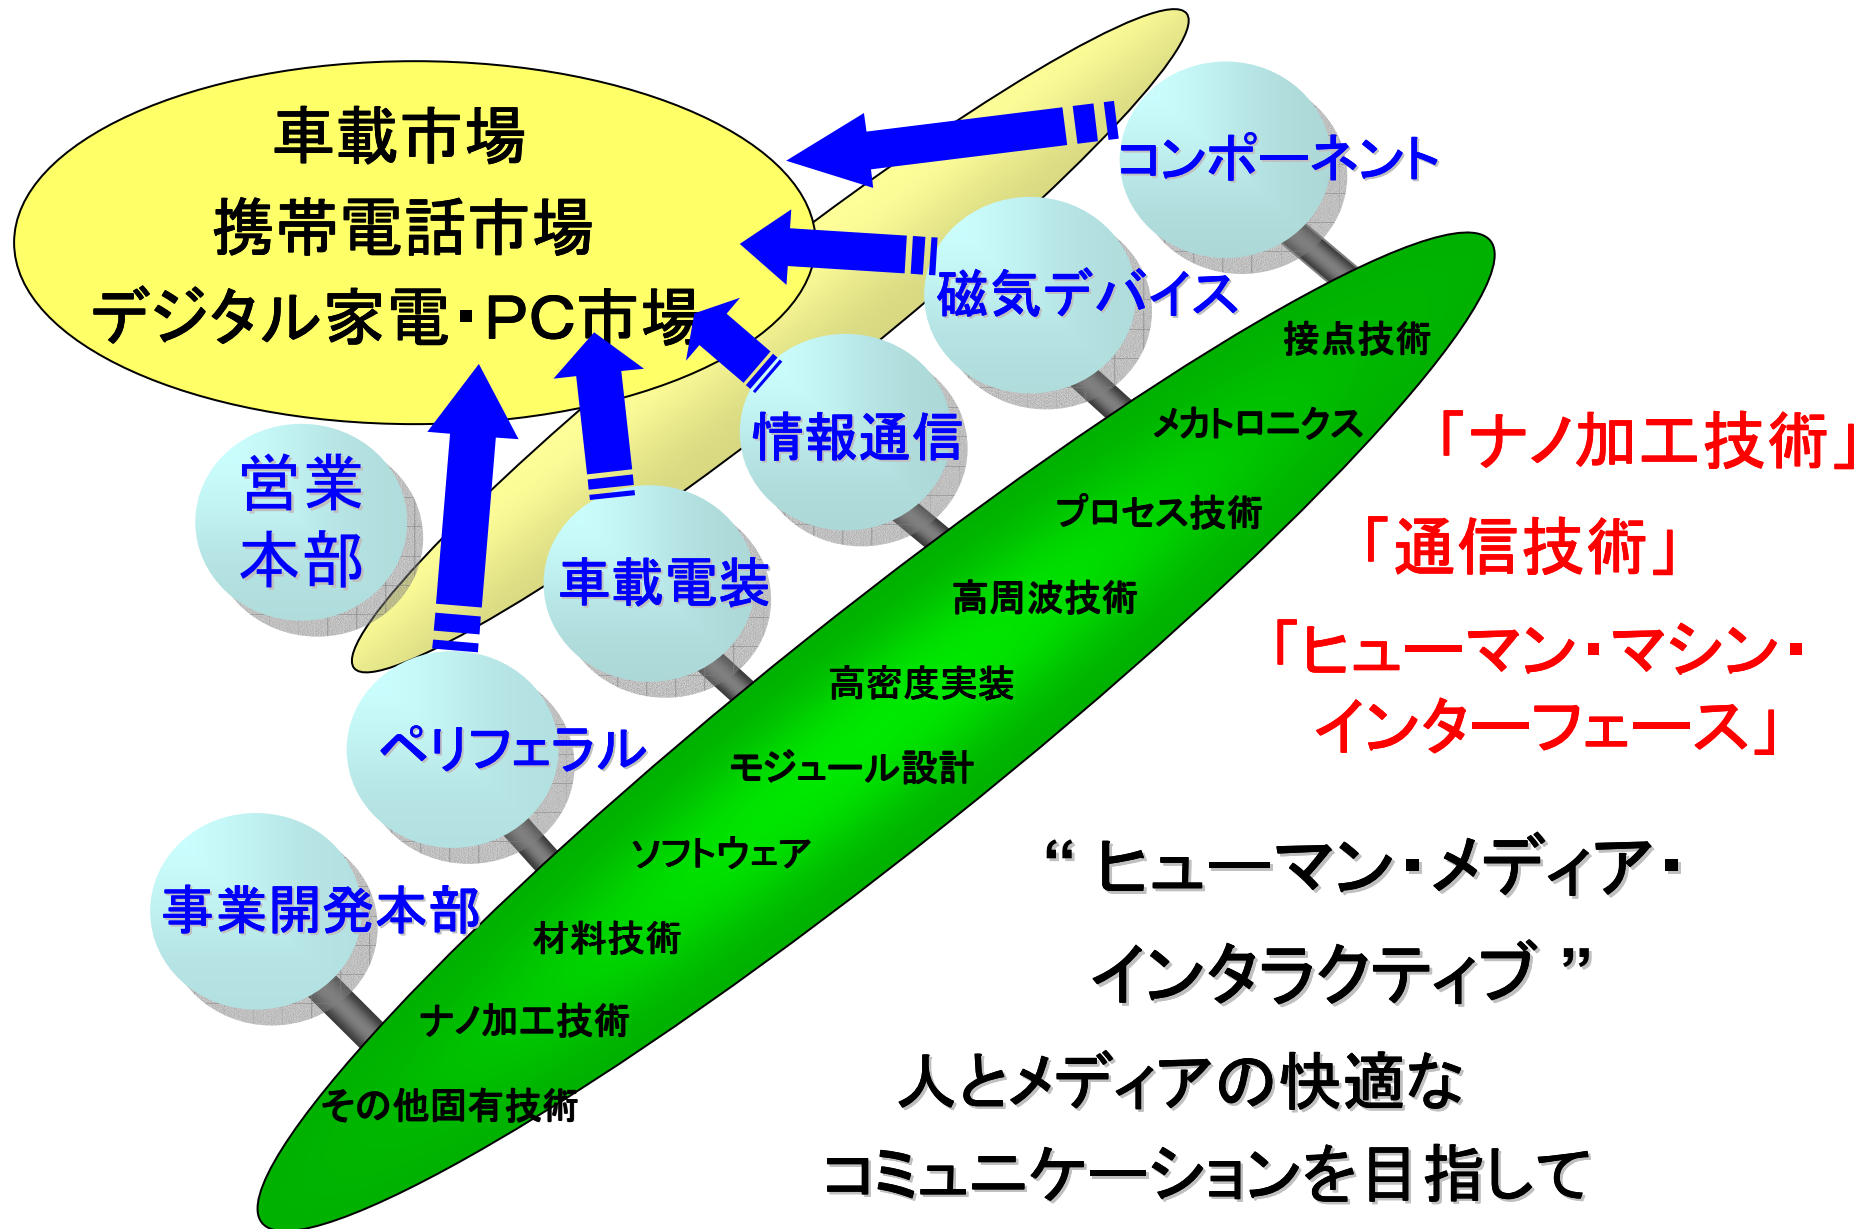 車載市場
携帯電話市場
デジタル家電・PC市場
コンポーネント
磁気デバイス
情報通信
車載電装
ペリフェラル
営業
本部
事業開発本部
接点技術
メカトロニクス
プロセス技術
高周波技術
高密度実装
モジュール設計
ソフトウェア
材料技術
ナノ加工技術
その他固有技術
「ナノ加工技術」
「通信技術」
「ヒューマン・マシン・
インターフェース」
“ ヒューマン・メディア・
インタラクティブ ”
人とメディアの快適な
コミュニケーションを目指して